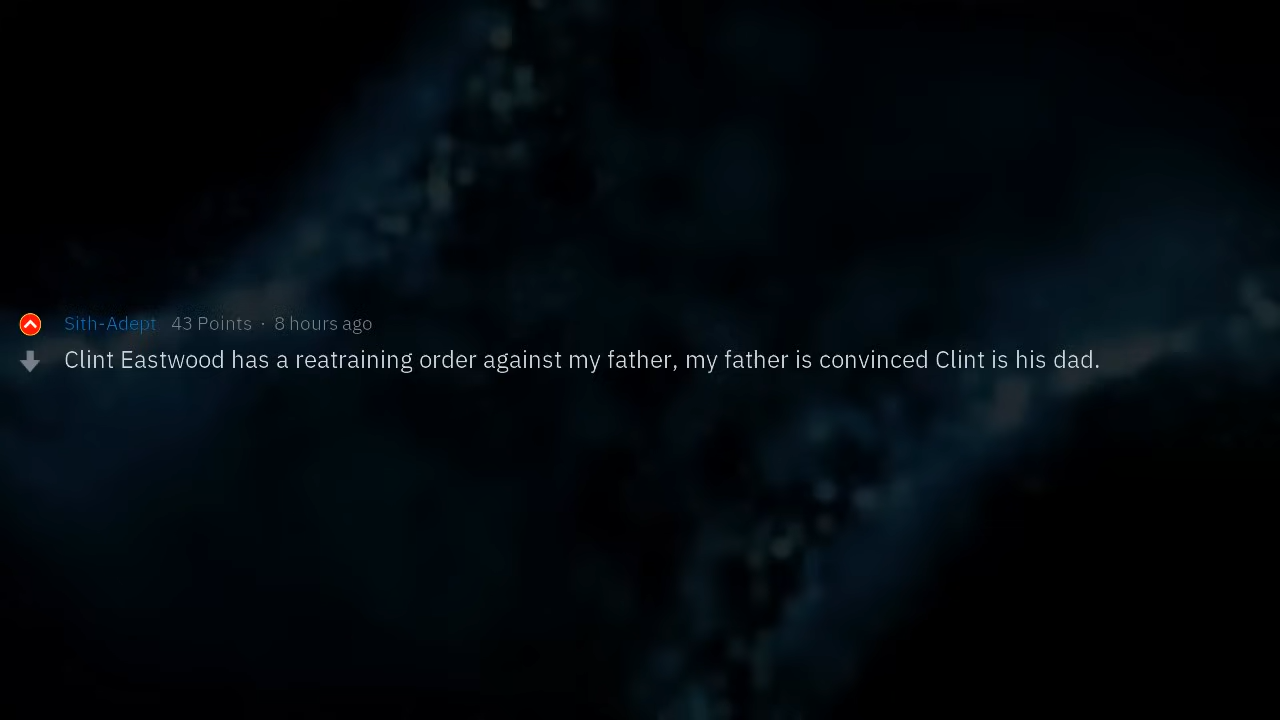 Sith-Adept 43 Points · 8 hours ago
Clint Eastwood has a reatraining order against my father, my father is convinced Clint is his dad.